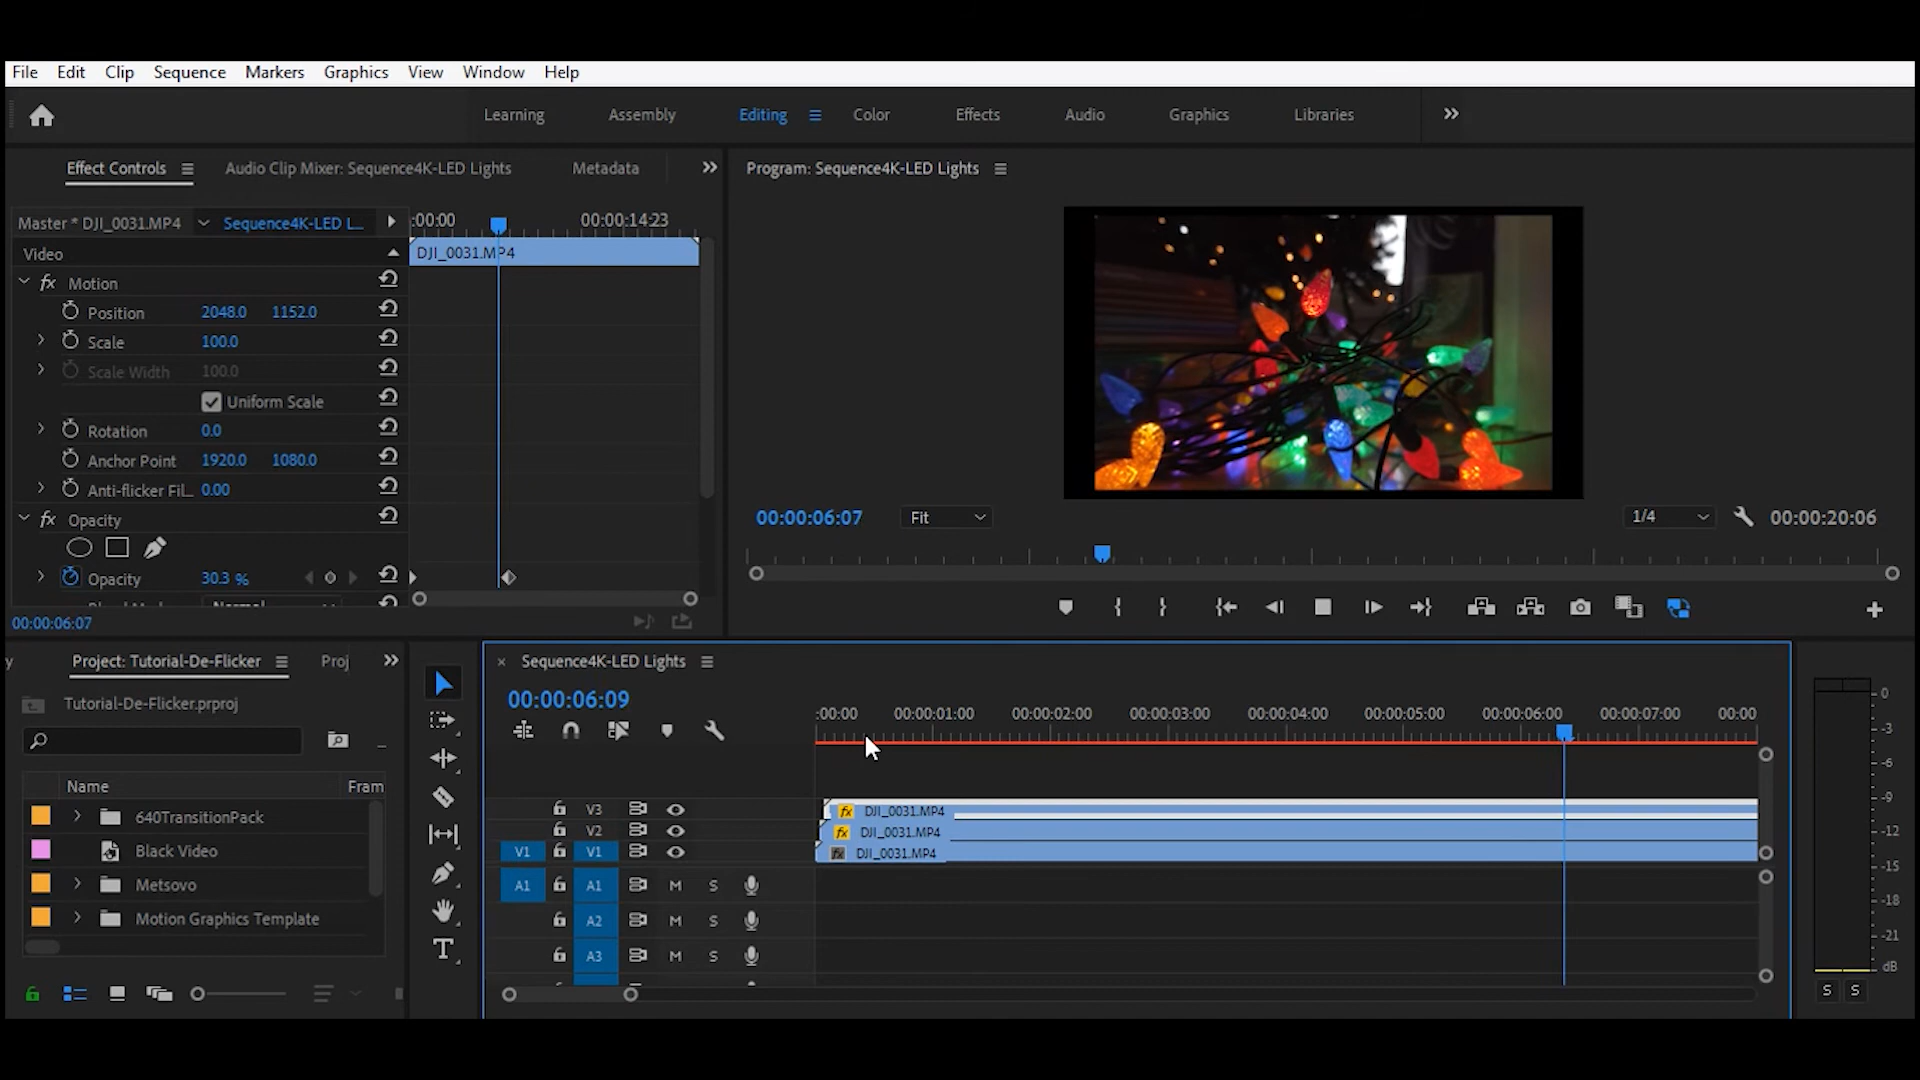 File Edit Clip Sequence Markers Graphics View Window Help
Learning Assembly Editing Color Effects Audio Graphics Libraries
Effect Controls Audio Clip Mixer: Sequence4K-LED Lights Metadata
Program: Sequence4K-LED Lights
Master * DJI_0031.MP4 Sequence4K-LED L... :00:00 00:00:14:23
Video DJI_0031.MP4
fx Motion
Position 2048.0 1152.0
Scale 100.0
Scale Width 100.0
Uniform Scale
Rotation 0.0
Anchor Point 1920.0 1080.0
Anti-flicker Fil... 0.00
fx Opacity
Opacity 30.3 %
Normal
00:00:06:07
00:00:06:07 Fit 1/4 00:00:20:06
y Project: Tutorial-De-Flicker Proj
Tutorial-De-Flicker.prproj
Name Fram
640TransitionPack
Black Video
Metsovo
Motion Graphics Template
Sequence4K-LED Lights
00:00:06:09
:00:00 00:00:01:00 00:00:02:00 00:00:03:00 00:00:04:00 00:00:05:00 00:00:06:00 00:00:07:00 00:00
V3 fx DJI_0031.MP4
V2 fx DJI_0031.MP4
V1 V1 fx DJI_0031.MP4
A1 A1 M S
A2 M S
A3 M S
T
0
-3
-6
-9
-12
-15
-18
-21
dB
S S